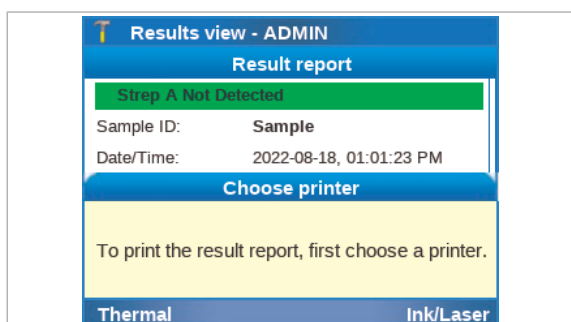 Results view - ADMIN
Result report
Strep A Not Detected
Sample ID: Sample
Date/Time: 2022-08-18, 01:01:23 PM
Choose printer
To print the result report, first choose a printer.
Thermal Ink/Laser